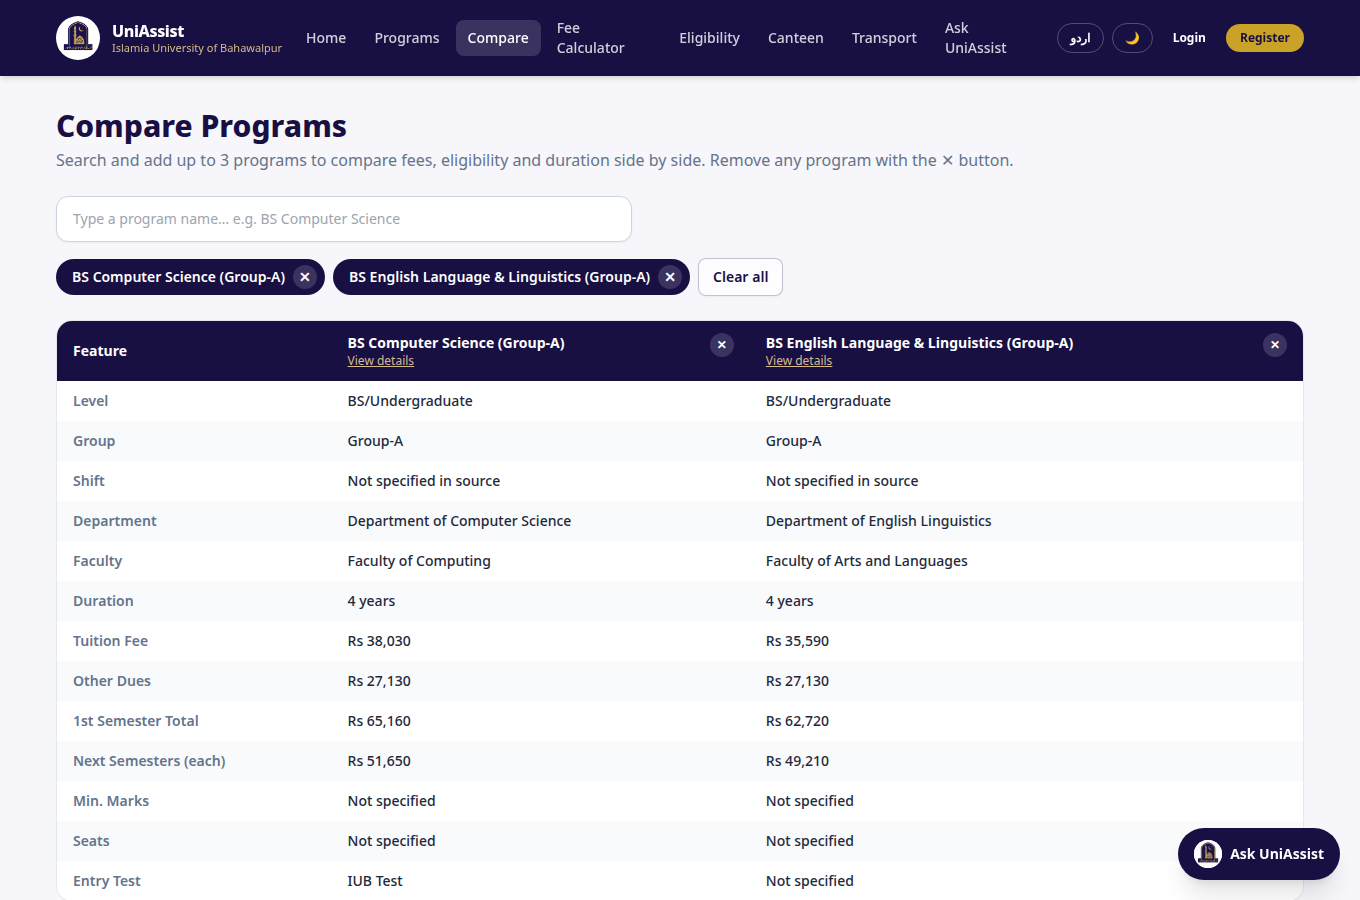 UniAssist
Islamia University of Bahawalpur
Home
Programs
Compare
Fee
Calculator
Eligibility
Canteen
Transport
Ask
UniAssist
اردو
Login
Register
Compare Programs
Search and add up to 3 programs to compare fees, eligibility and duration side by side. Remove any program with the ✕ button.
Type a program name... e.g. BS Computer Science
BS Computer Science (Group-A) ✕
BS English Language & Linguistics (Group-A) ✕
Clear all
Feature
BS Computer Science (Group-A) ✕
View details
BS English Language & Linguistics (Group-A) ✕
View details
Level BS/Undergraduate BS/Undergraduate
Group Group-A Group-A
Shift Not specified in source Not specified in source
Department Department of Computer Science Department of English Linguistics
Faculty Faculty of Computing Faculty of Arts and Languages
Duration 4 years 4 years
Tuition Fee Rs 38,030 Rs 35,590
Other Dues Rs 27,130 Rs 27,130
1st Semester Total Rs 65,160 Rs 62,720
Next Semesters (each) Rs 51,650 Rs 49,210
Min. Marks Not specified Not specified
Seats Not specified Not specified
Entry Test IUB Test Not specified
Ask UniAssist